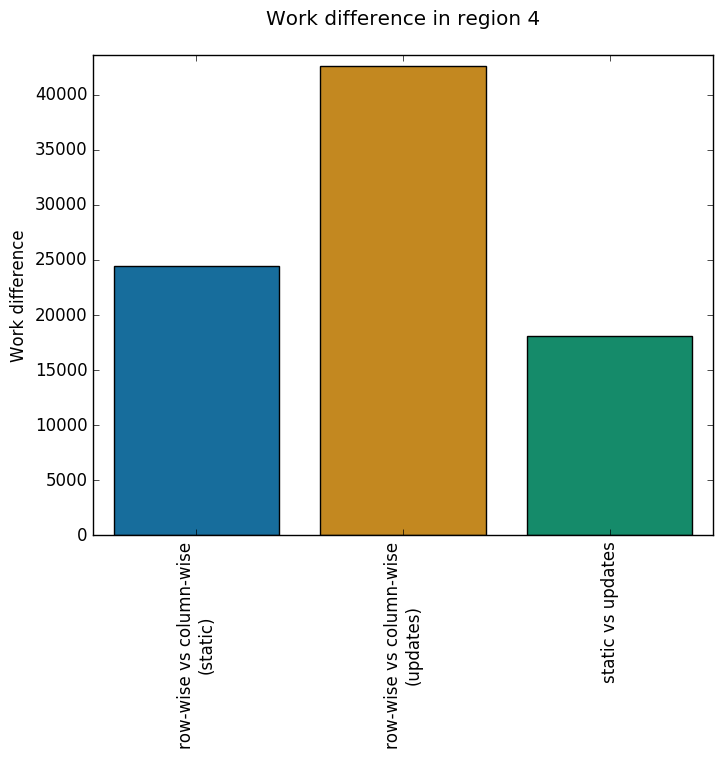 Work difference in region 4
Work difference
40000
35000
30000
25000
20000
15000
10000
5000
0
row-wise vs column-wise
(static)
row-wise vs column-wise
(updates)
static vs updates